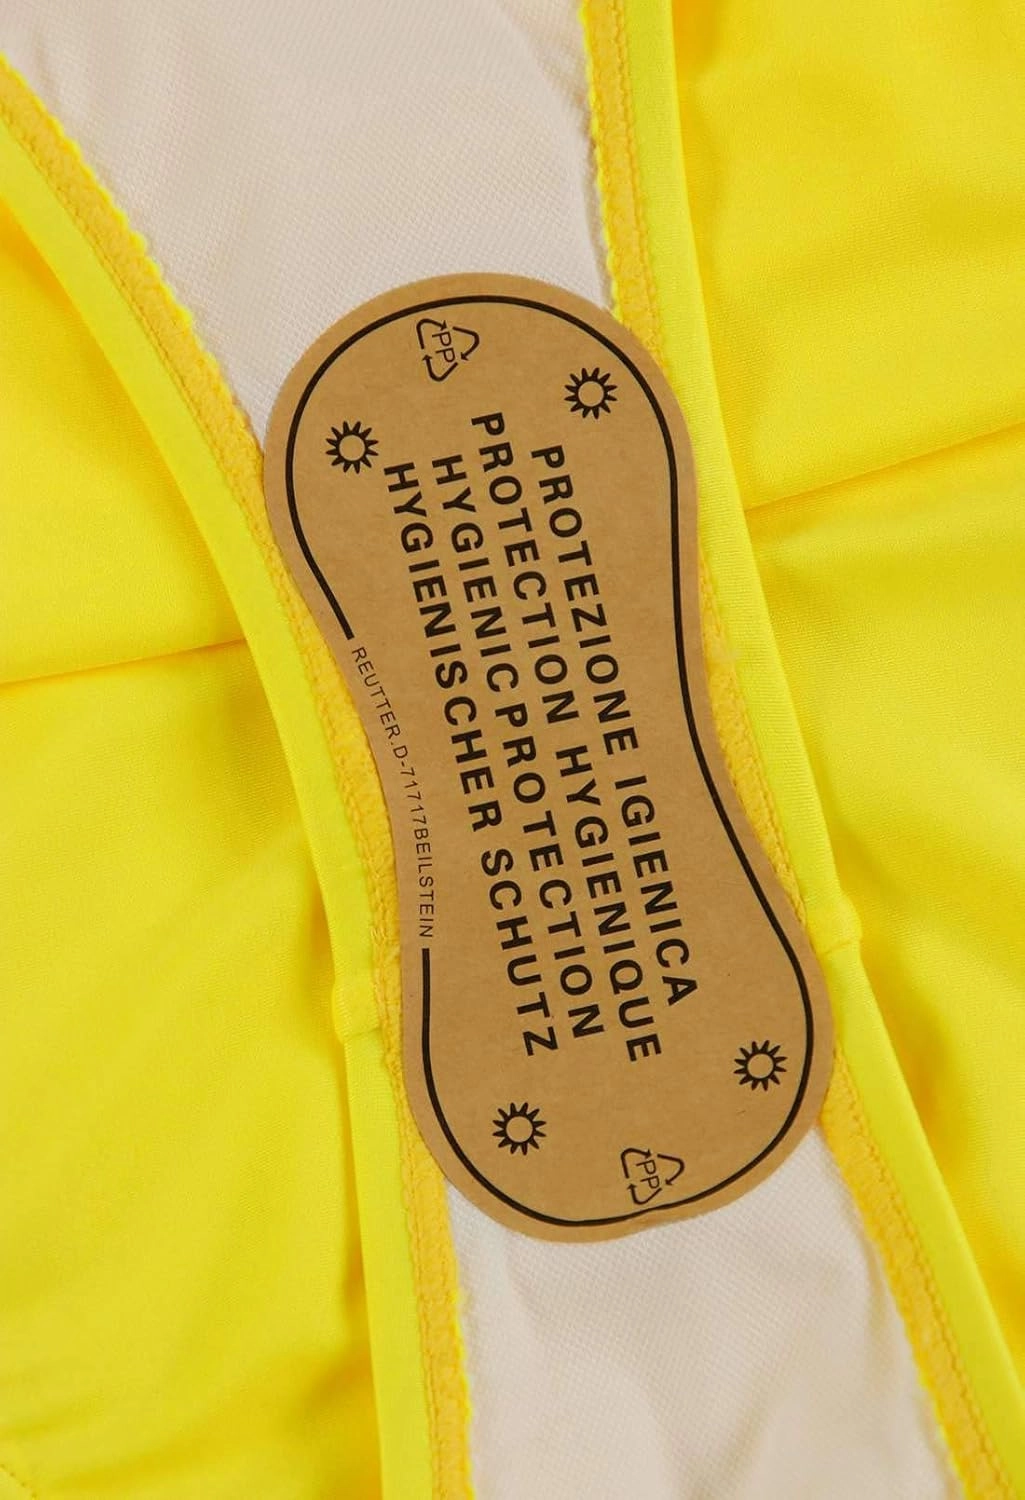 PP
PROTEZIONE IGIENICA
PROTECTION HYGIENIQUE
HYGIENIC PROTECTION
HYGIENISCHER SCHUTZ
REUTTER.D-71717BEILSTEIN
PP